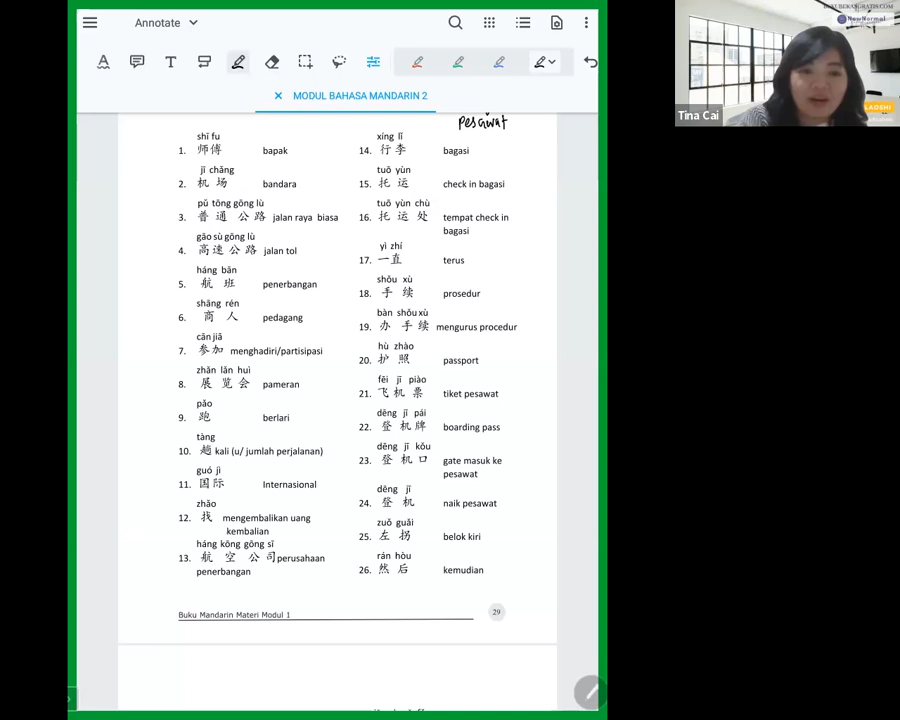 Annotate
MODUL BAHASA MANDARIN 2
pesawat
shī fu
1. 师傅 bapak
jī chǎng
2. 机场 bandara
pǔ tōng gōng lù
3. 普通公路 jalan raya biasa
gāo sù gōng lù
4. 高速公路 jalan tol
háng bān
5. 航班 penerbangan
shāng rén
6. 商人 pedagang
cān jiā
7. 参加 menghadiri/partisipasi
zhǎn lǎn huì
8. 展览会 pameran
pǎo
9. 跑 berlari
tàng
10. 趟 kali (u/ jumlah perjalanan)
guó jì
11. 国际 Internasional
zhǎo
12. 找 mengembalikan uang
kembalian
háng kōng gōng sī
13. 航空公司 perusahaan
penerbangan
xíng lǐ
14. 行李 bagasi
tuō yùn
15. 托运 check in bagasi
tuō yùn chù
16. 托运处 tempat check in
bagasi
yì zhí
17. 一直 terus
shǒu xù
18. 手续 prosedur
bàn shǒu xù
19. 办手续 mengurus procedur
hù zhào
20. 护照 passport
fēi jī piào
21. 飞机票 tiket pesawat
dēng jī pái
22. 登机牌 boarding pass
dēng jī kǒu
23. 登机口 gate masuk ke
pesawat
dēng jī
24. 登机 naik pesawat
zuǒ guǎi
25. 左拐 belok kiri
rán hòu
26. 然后 kemudian
Buku Mandarin Materi Modul 1
29
NewNormal
LAOSHI
Tina Cai